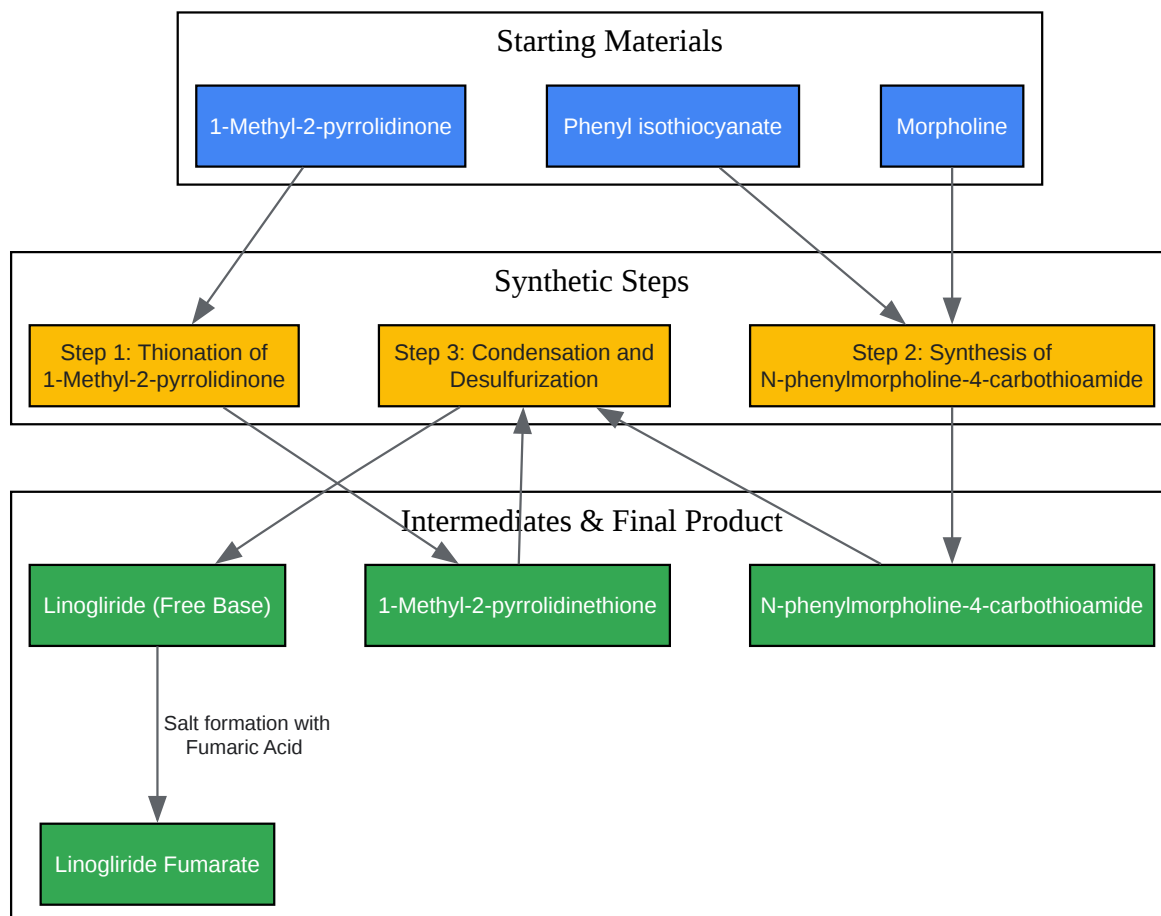 Starting Materials
1-Methyl-2-pyrrolidinone
Phenyl isothiocyanate
Morpholine
Synthetic Steps
Step 1: Thionation of
1-Methyl-2-pyrrolidinone
Step 3: Condensation and
Desulfurization
Step 2: Synthesis of
N-phenylmorpholine-4-carbothioamide
Intermediates & Final Product
Linogliride (Free Base)
1-Methyl-2-pyrrolidinethione
N-phenylmorpholine-4-carbothioamide
Salt formation with
Fumaric Acid
Linogliride Fumarate